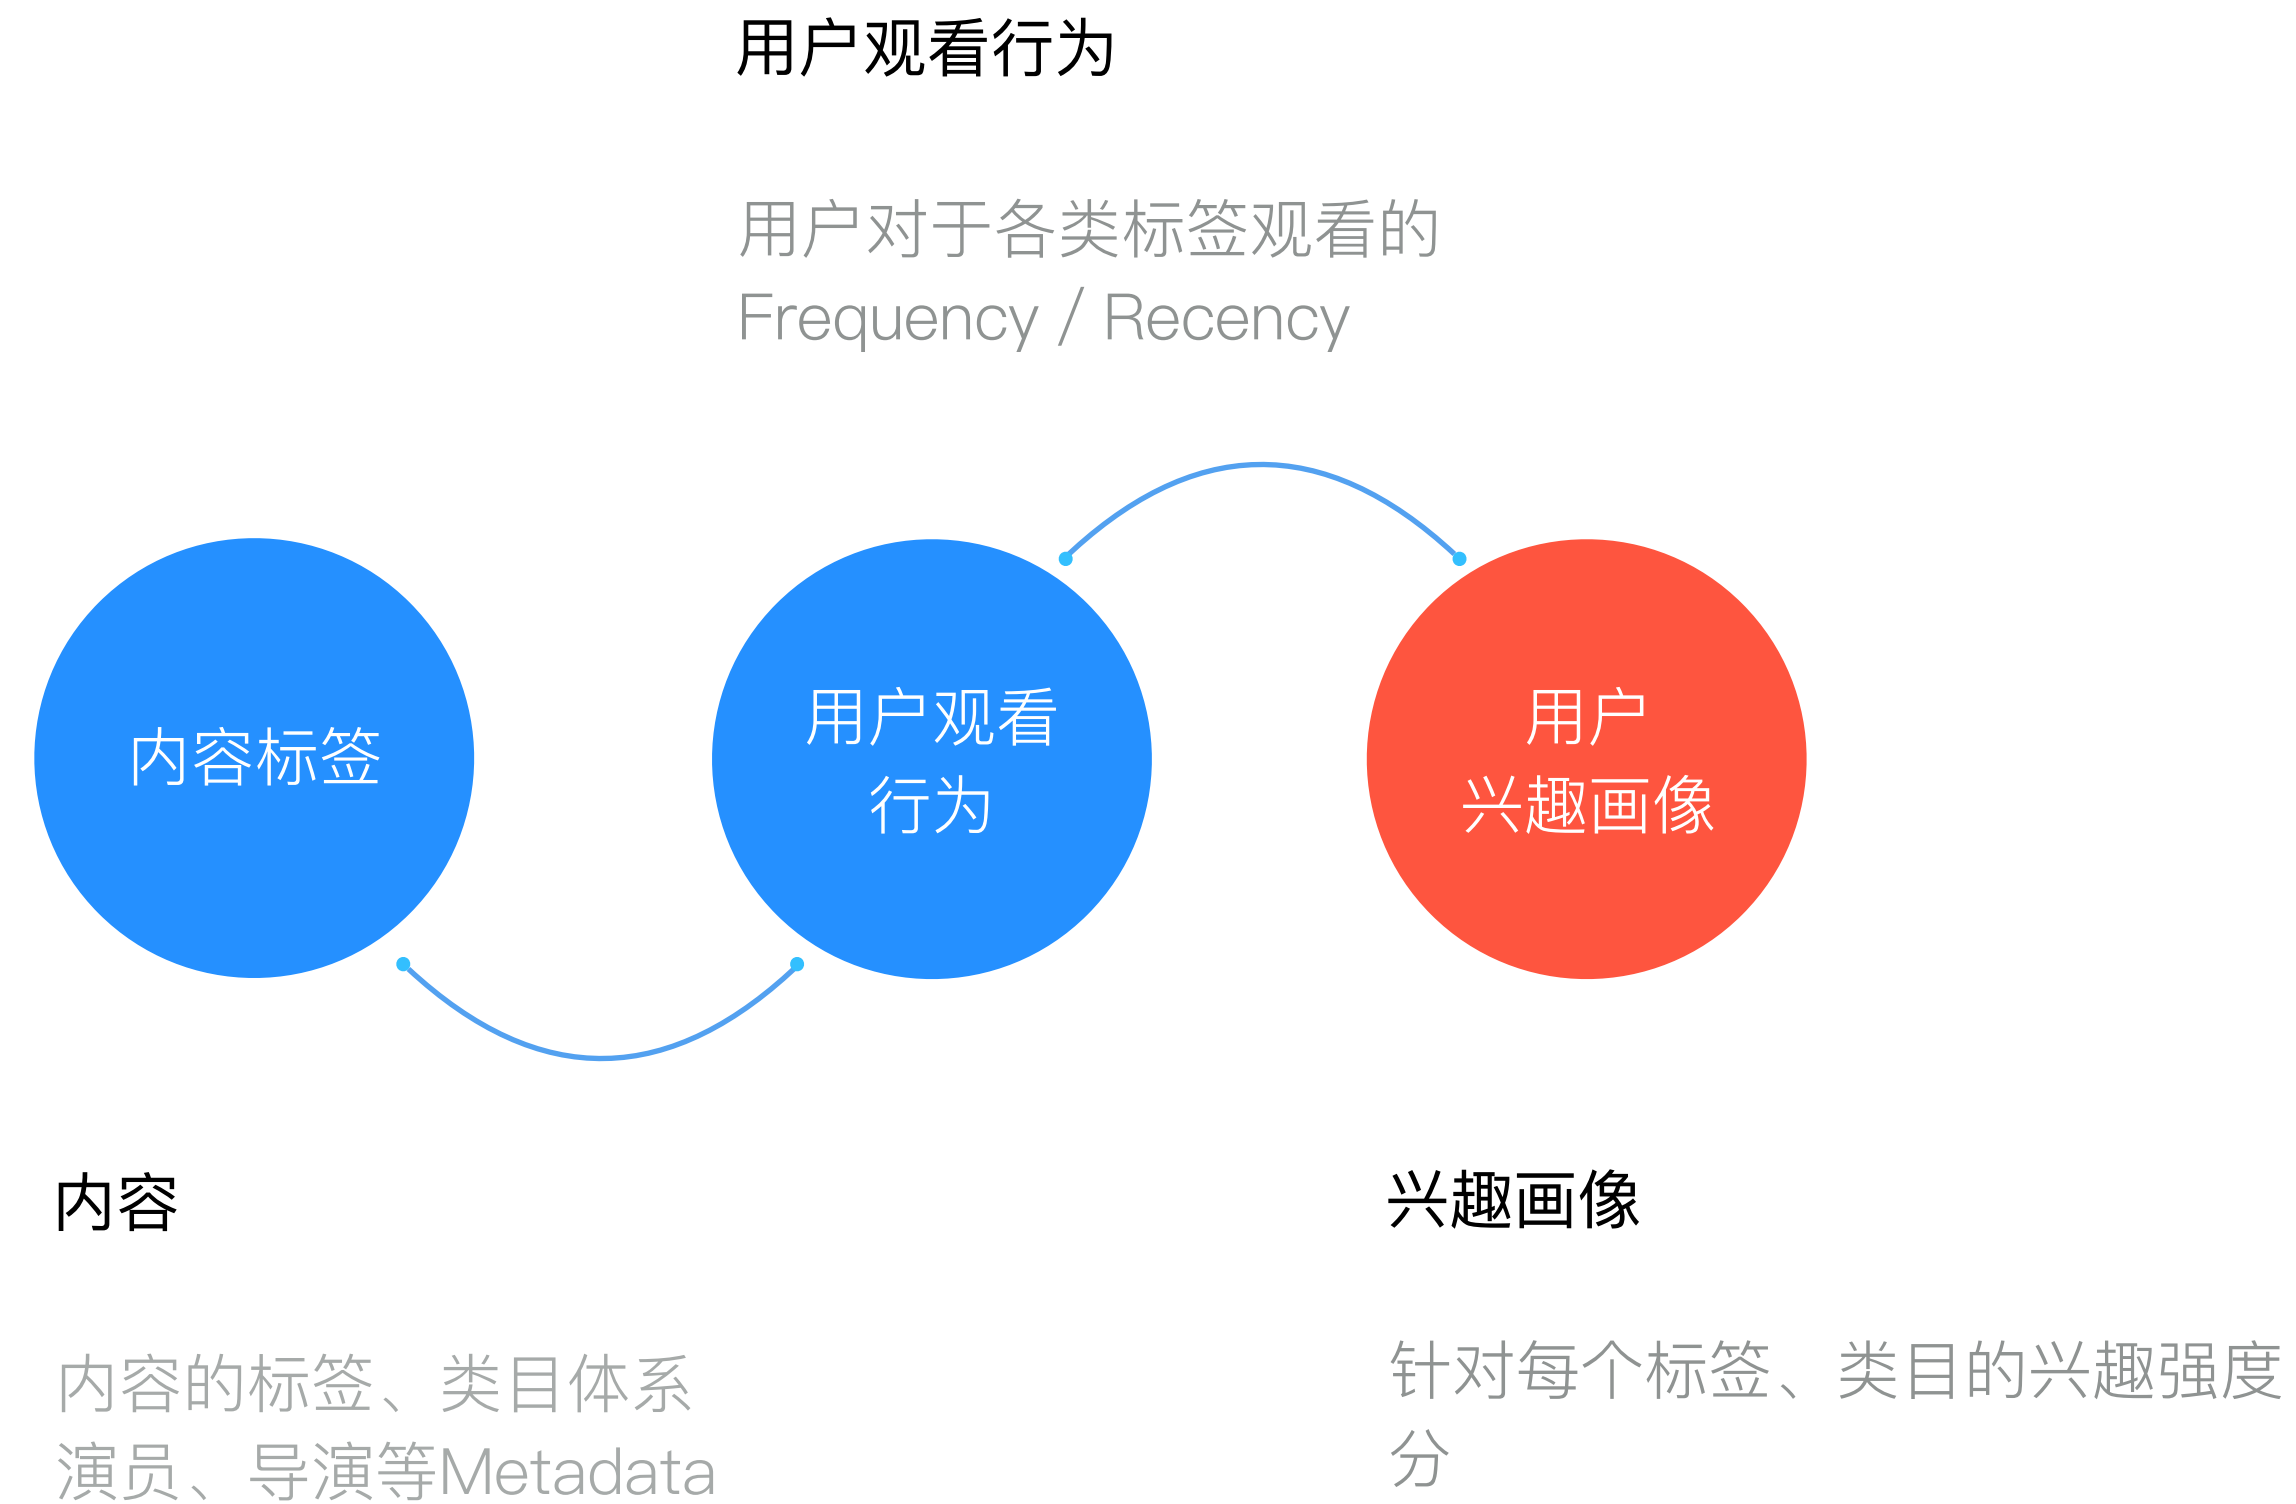 用户观看行为
用户对于各类标签观看的
Frequency / Recency
内容标签
用户观看
行为
用户
兴趣画像
内容
内容的标签、类目体系
演员、导演等Metadata
兴趣画像
针对每个标签、类目的兴趣强度
分